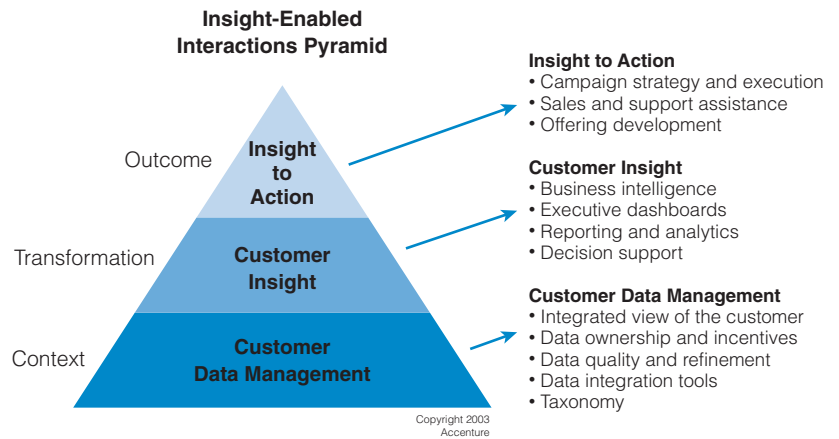 Insight-Enabled
Interactions Pyramid
Outcome
Insight
to
Action
Transformation
Customer
Insight
Context
Customer
Data Management
Insight to Action
• Campaign strategy and execution
• Sales and support assistance
• Offering development
Customer Insight
• Business intelligence
• Executive dashboards
• Reporting and analytics
• Decision support
Customer Data Management
• Integrated view of the customer
• Data ownership and incentives
• Data quality and refinement
• Data integration tools
• Taxonomy
Copyright 2003
Accenture